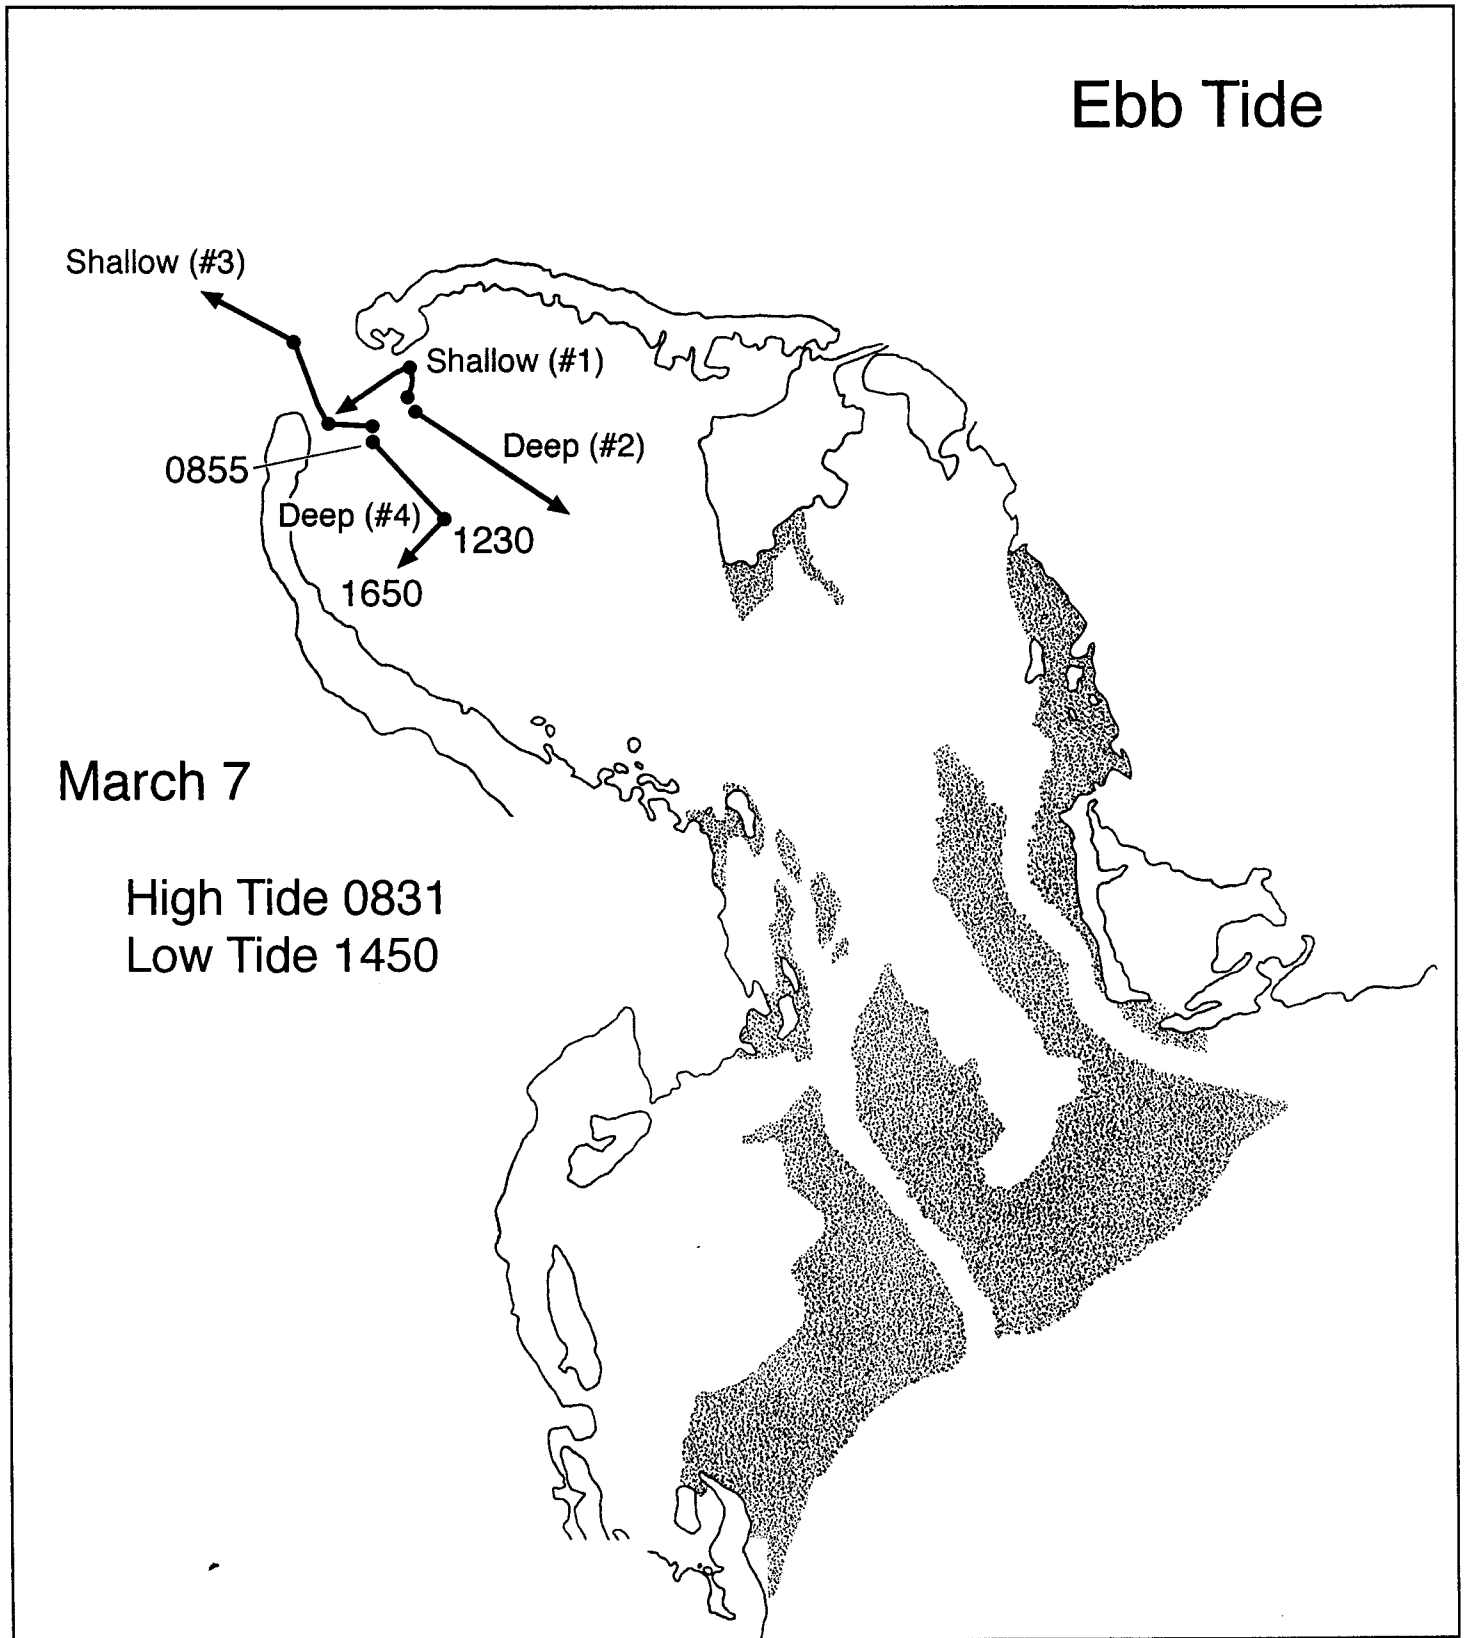 Ebb Tide
Shallow (#3)
Shallow (#1)
Deep (#2)
0855
Deep (#4)
1230
1650
March 7
High Tide 0831
Low Tide 1450